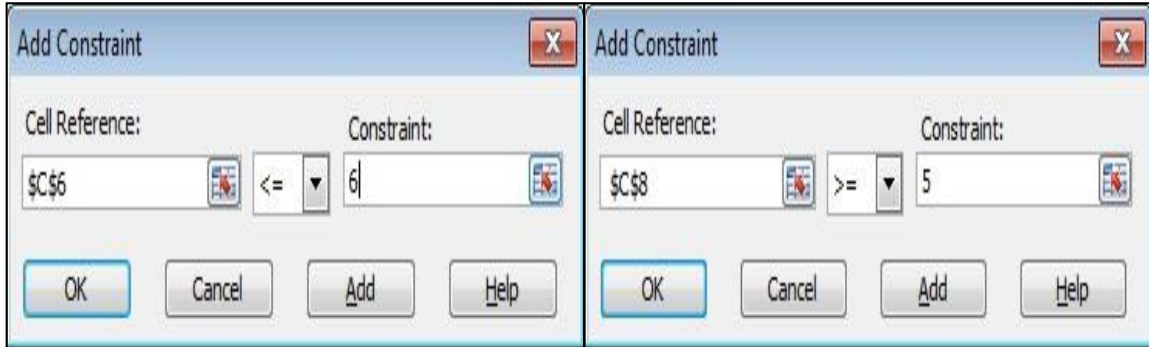 Add Constraint
X
Cell Reference:
Constraint:
$C$6
<=
6
OK
Cancel
Add
Help
Add Constraint
X
Cell Reference:
Constraint:
$C$8
>=
5
OK
Cancel
Add
Help